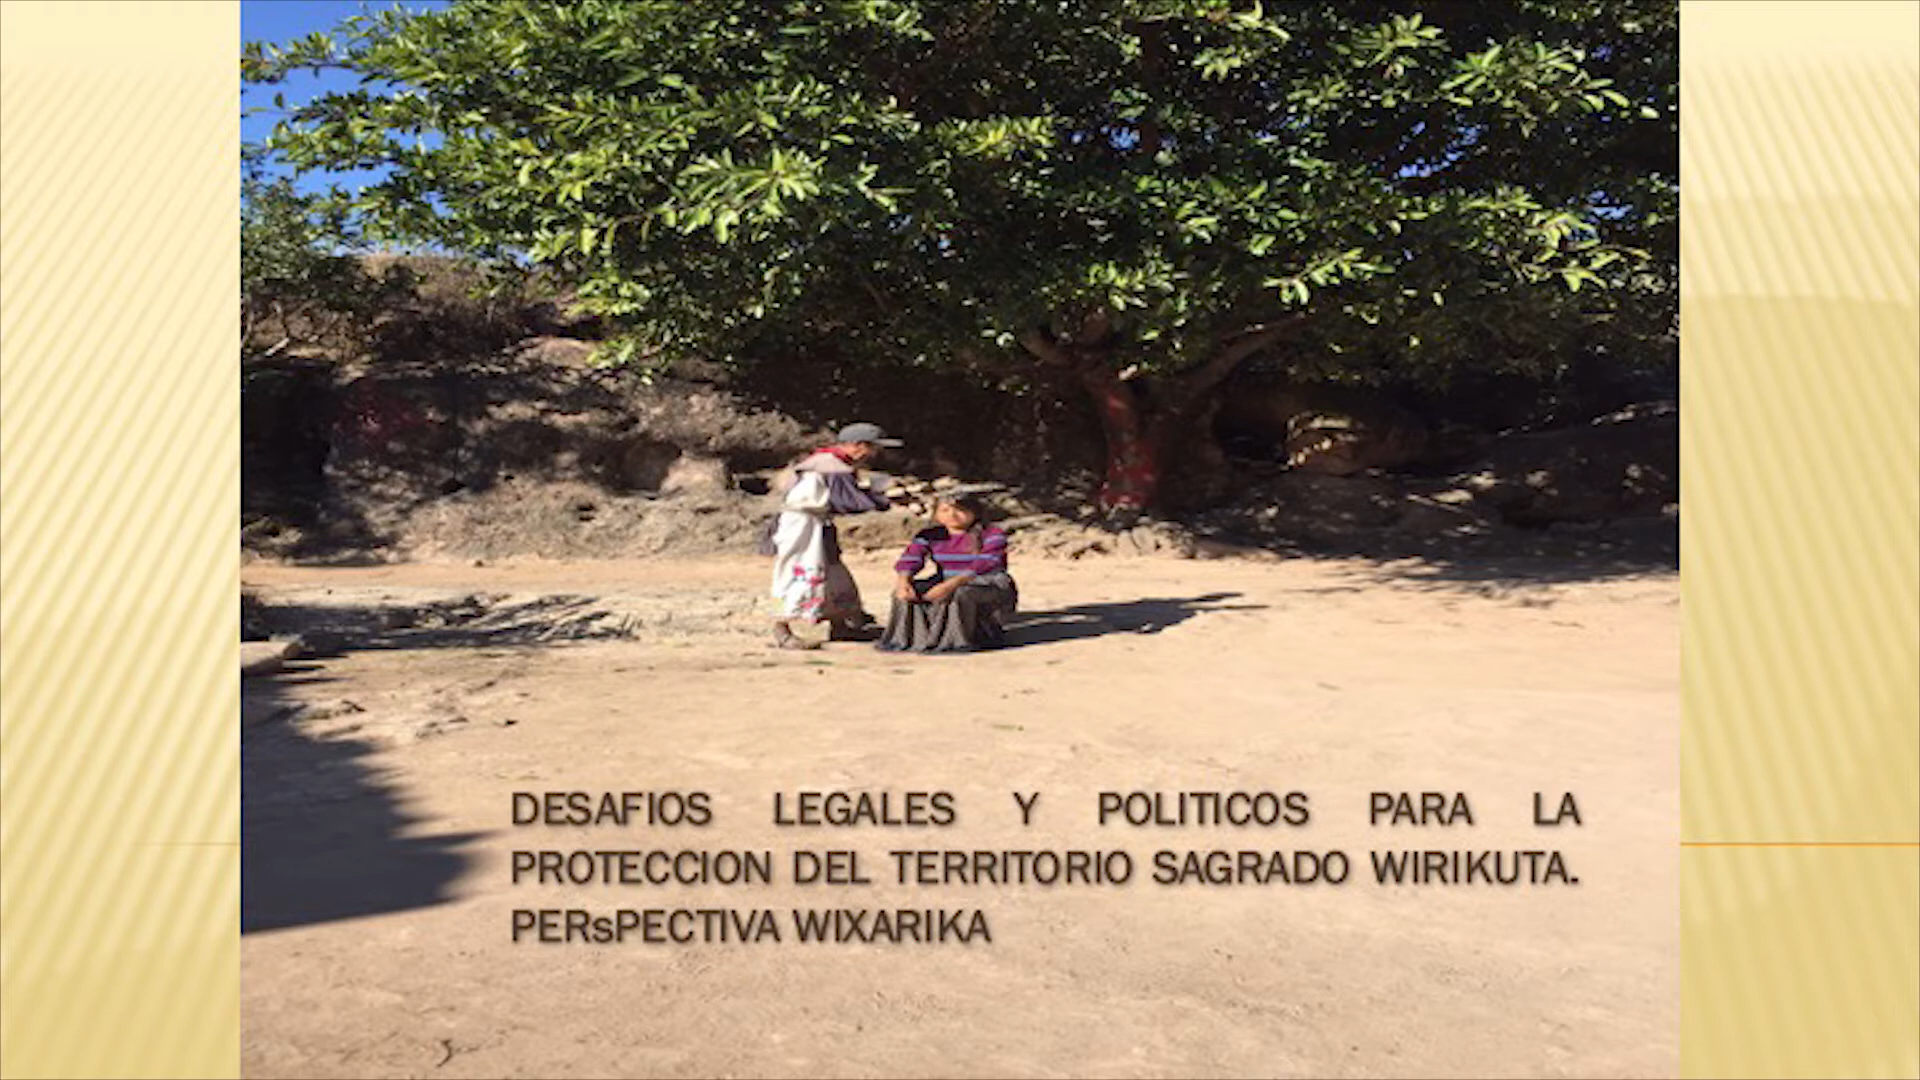 DESAFIOS LEGALES Y POLITICOS PARA LA
PROTECCION DEL TERRITORIO SAGRADO WIRIKUTA.
PERsPECTIVA WIXARIKA